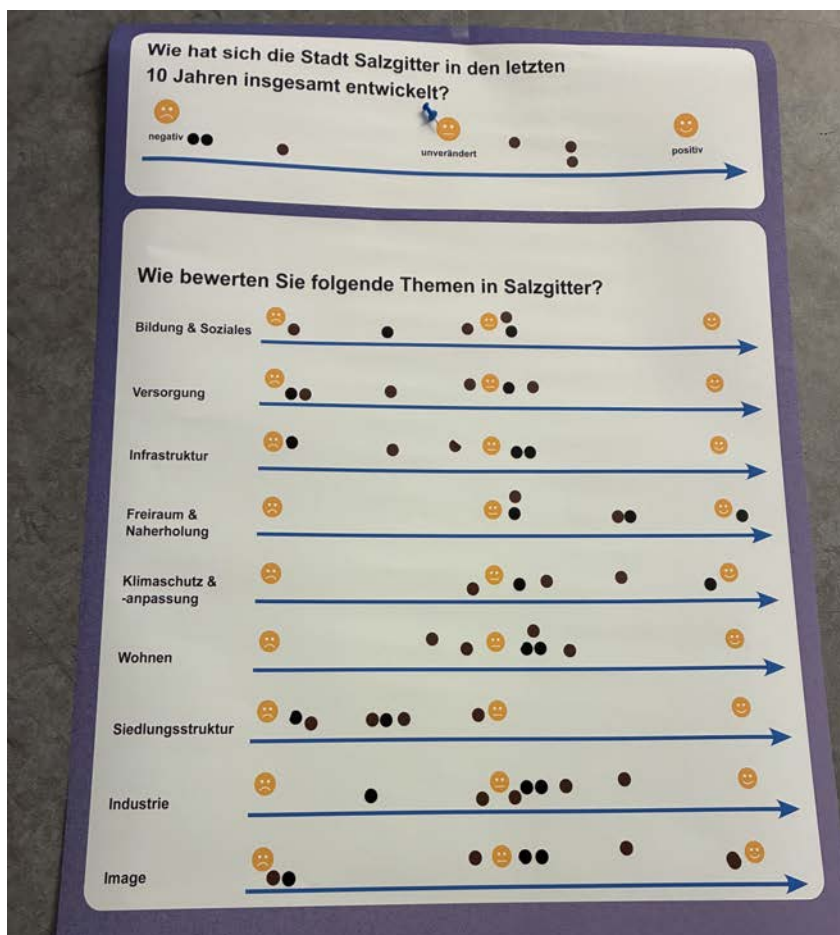 Wie hat sich die Stadt Salzgitter in den letzten
10 Jahren insgesamt entwickelt?
negativ
unverändert
positiv
Wie bewerten Sie folgende Themen in Salzgitter?
Bildung & Soziales
Versorgung
Infrastruktur
Freiraum &
Naherholung
Klimaschutz &
-anpassung
Wohnen
Siedlungsstruktur
Industrie
Image